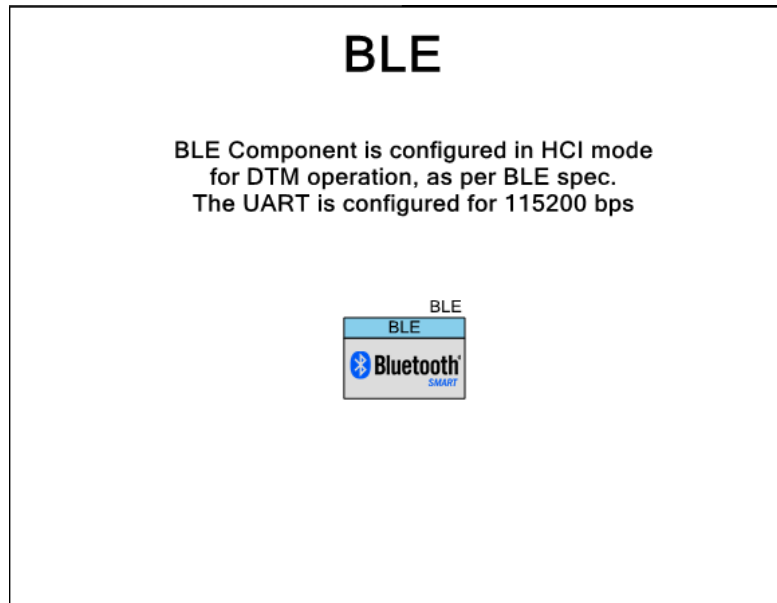 BLE
BLE Component is configured in HCI mode
for DTM operation, as per BLE spec.
The UART is configured for 115200 bps
BLE
BLE
Bluetooth
SMART